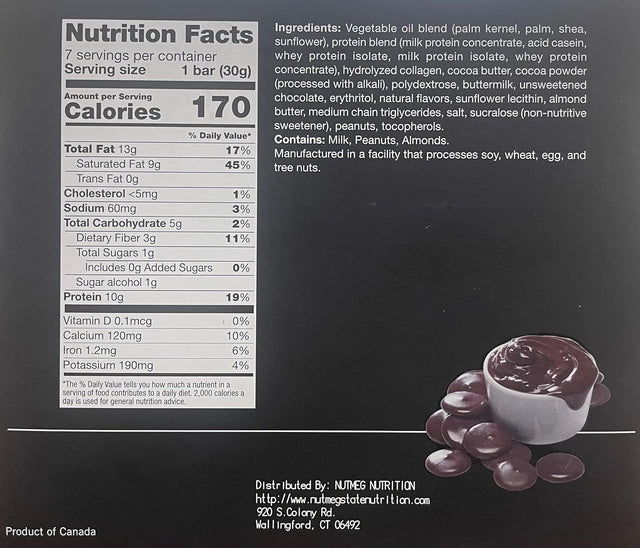 Nutrition Facts
7 servings per container
Serving size 1 bar (30g)
Amount per Serving
Calories 170
% Daily Value*
Total Fat 13g 17%
Saturated Fat 9g 45%
Trans Fat 0g
Cholesterol <5mg 1%
Sodium 60mg 3%
Total Carbohydrate 5g 2%
Dietary Fiber 3g 11%
Total Sugars 1g
Includes 0g Added Sugars 0%
Sugar alcohol 1g
Protein 10g 19%
Vitamin D 0.1mcg 0%
Calcium 120mg 10%
Iron 1.2mg 6%
Potassium 190mg 4%
*The % Daily Value tells you how much a nutrient in a
serving of food contributes to a daily diet. 2,000 calories a
day is used for general nutrition advice.
Ingredients: Vegetable oil blend (palm kernel, palm, shea,
sunflower), protein blend (milk protein concentrate, acid casein,
whey protein isolate, milk protein isolate, whey protein
concentrate), hydrolyzed collagen, cocoa butter, cocoa powder
(processed with alkali), polydextrose, buttermilk, unsweetened
chocolate, erythritol, natural flavors, sunflower lecithin, almond
butter, medium chain triglycerides, salt, sucralose (non-nutritive
sweetener), peanuts, tocopherols.
Contains: Milk, Peanuts, Almonds.
Manufactured in a facility that processes soy, wheat, egg, and
tree nuts.
Distributed By: NUTMEG NUTRITION
http://www.nutmegstatenutrition.com
920 S.Colony Rd.
Wallingford, CT 06492
Product of Canada